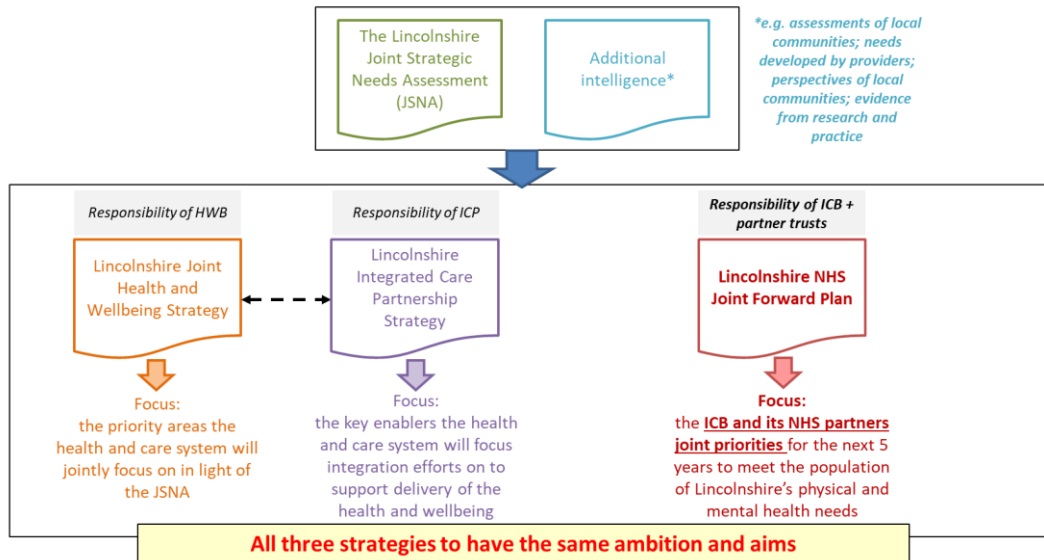 The Lincolnshire
Joint Strategic
Needs Assessment
(JSNA)
Additional
intelligence*
*e.g. assessments of local
communities; needs
developed by providers;
perspectives of local
communities; evidence
from research and
practice
Responsibility of HWB
Lincolnshire Joint
Health and
Wellbeing Strategy
Focus:
the priority areas the
health and care system will
jointly focus on in light of
the JSNA
Responsibility of ICP
Lincolnshire
Integrated Care
Partnership
Strategy
Focus:
the key enablers the health
and care system will focus
integration efforts on to
support delivery of the
health and wellbeing
Responsibility of ICB +
partner trusts
Lincolnshire NHS
Joint Forward Plan
Focus:
the ICB and its NHS partners
joint priorities for the next 5
years to meet the population
of Lincolnshire's physical and
mental health needs
All three strategies to have the same ambition and aims